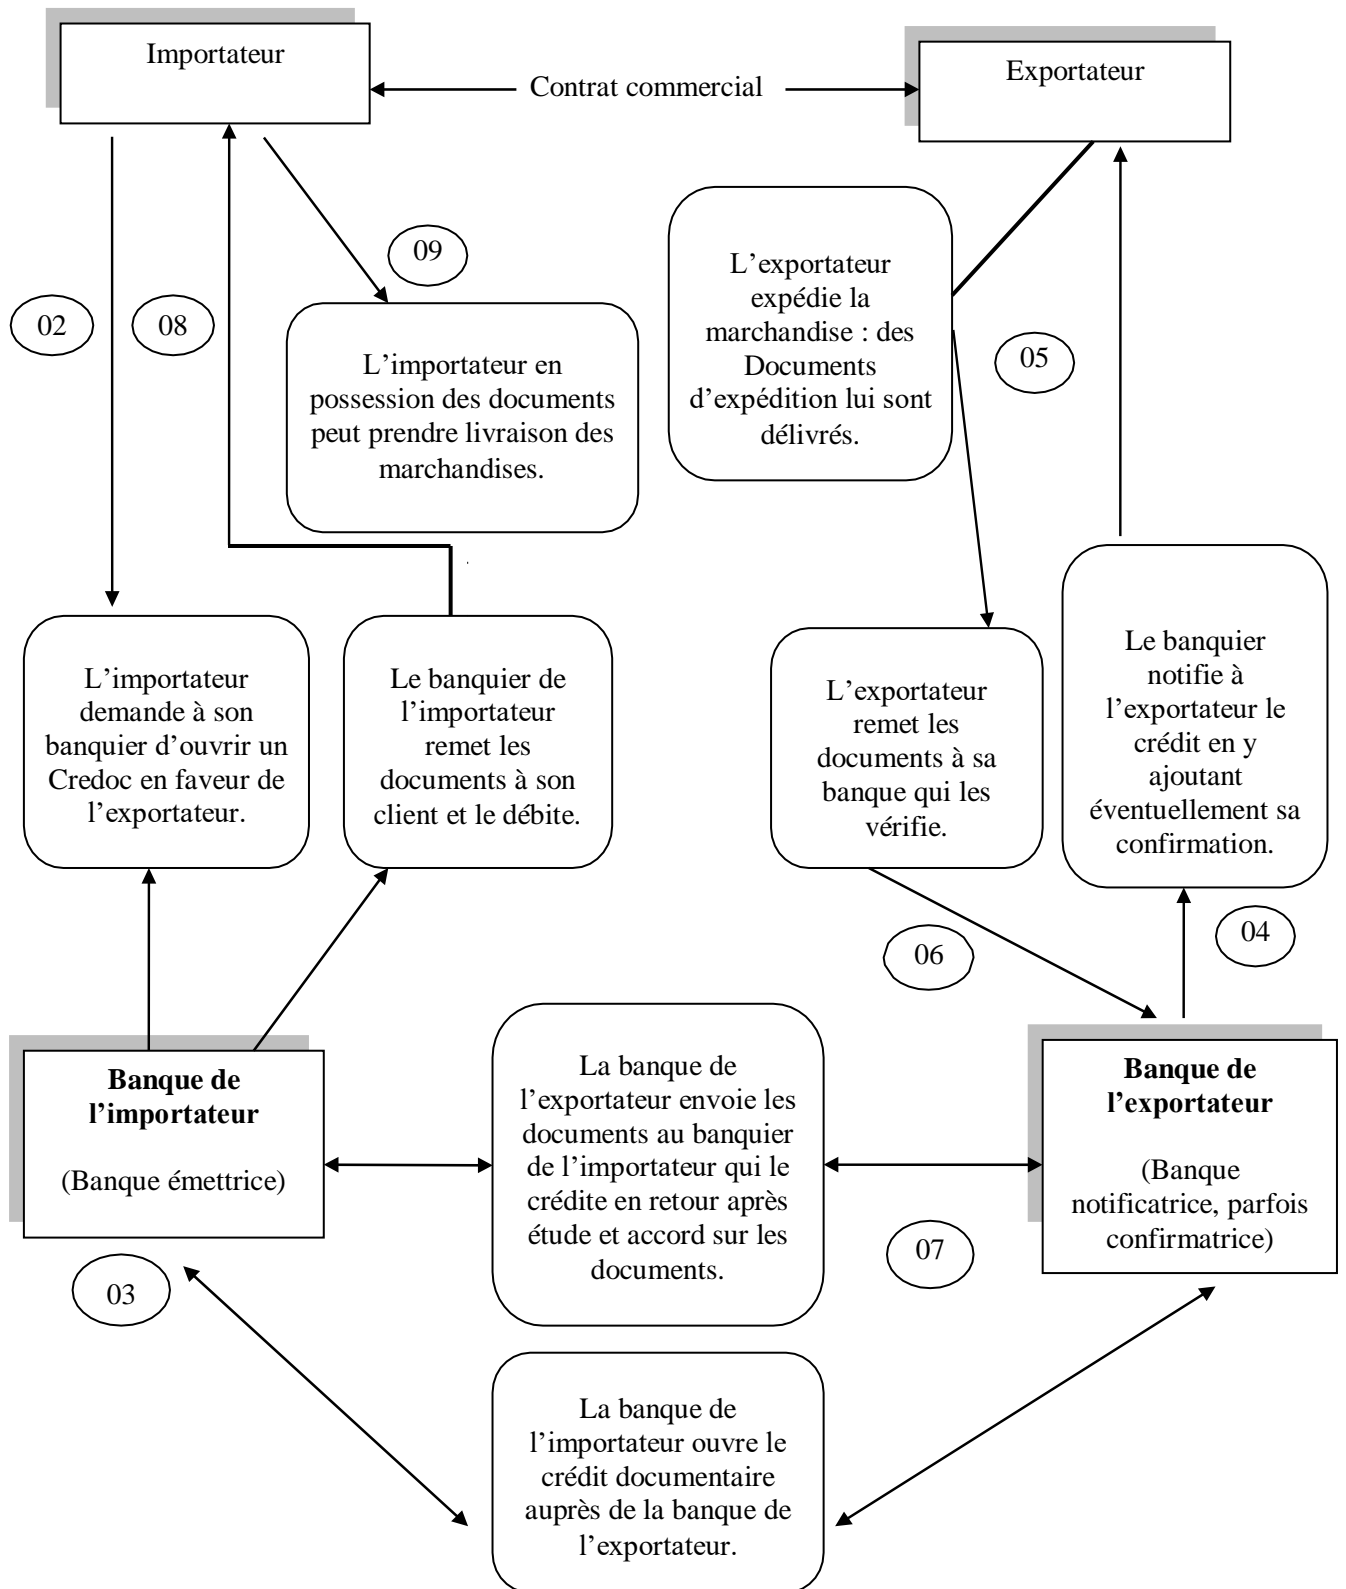 Importateur
Contrat commercial
Exportateur
09
02
08
L’exportateur
expédie la
marchandise : des
Documents
d’expédition lui sont
délivrés.
05
L’importateur en
possession des documents
peut prendre livraison des
marchandises.
L’importateur
demande à son
banquier d’ouvrir un
Credoc en faveur de
l’exportateur.
Le banquier de
l’importateur
remet les
documents à son
client et le débite.
L’exportateur
remet les
documents à sa
banque qui les
vérifie.
Le banquier
notifie à
l’exportateur le
crédit en y
ajoutant
éventuellement sa
confirmation.
06
04
Banque de
l’importateur
(Banque émettrice)
La banque de
l’exportateur envoie les
documents au banquier
de l’importateur qui le
crédite en retour après
étude et accord sur les
documents.
Banque de
l’exportateur
(Banque
notificatrice, parfois
confirmatrice)
07
03
La banque de
l’importateur ouvre le
crédit documentaire
auprès de la banque de
l’exportateur.